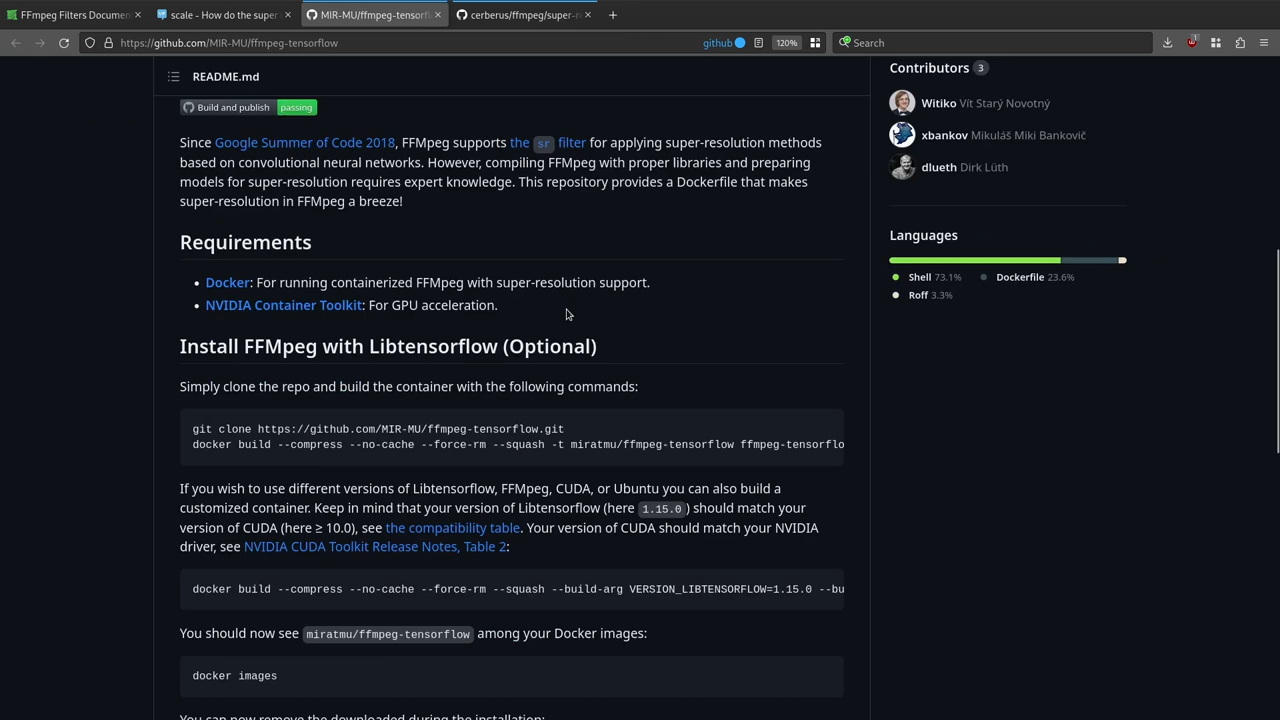 FFmpeg Filters Documen
scale - How do the super
MIR-MU/ffmpeg-tensorfl
cerberus/ffmpeg/super-r
https://github.com/MIR-MU/ffmpeg-tensorflow
github
120%
Search
1
README.md
Build and publish passing
Since Google Summer of Code 2018, FFMpeg supports the sr filter for applying super-resolution methods
based on convolutional neural networks. However, compiling FFMpeg with proper libraries and preparing
models for super-resolution requires expert knowledge. This repository provides a Dockerfile that makes
super-resolution in FFMpeg a breeze!
Requirements
• Docker: For running containerized FFMpeg with super-resolution support.
• NVIDIA Container Toolkit: For GPU acceleration.
Install FFMpeg with Libtensorflow (Optional)
Simply clone the repo and build the container with the following commands:
git clone https://github.com/MIR-MU/ffmpeg-tensorflow.git
docker build --compress --no-cache --force-rm --squash -t miratmu/ffmpeg-tensorflow ffmpeg-tensorflo
If you wish to use different versions of Libtensorflow, FFMpeg, CUDA, or Ubuntu you can also build a
customized container. Keep in mind that your version of Libtensorflow (here 1.15.0) should match your
version of CUDA (here ≥ 10.0), see the compatibility table. Your version of CUDA should match your NVIDIA
driver, see NVIDIA CUDA Toolkit Release Notes, Table 2:
docker build --compress --no-cache --force-rm --squash --build-arg VERSION_LIBTENSORFLOW=1.15.0 --bu
You should now see miratmu/ffmpeg-tensorflow among your Docker images:
docker images
You can now remove the downloaded during the installation:
Contributors 3
Witiko Vít Starý Novotný
xbankov Mikuláš Miki Bankovič
dlueth Dirk Lüth
Languages
Shell 73.1%
Dockerfile 23.6%
Roff 3.3%